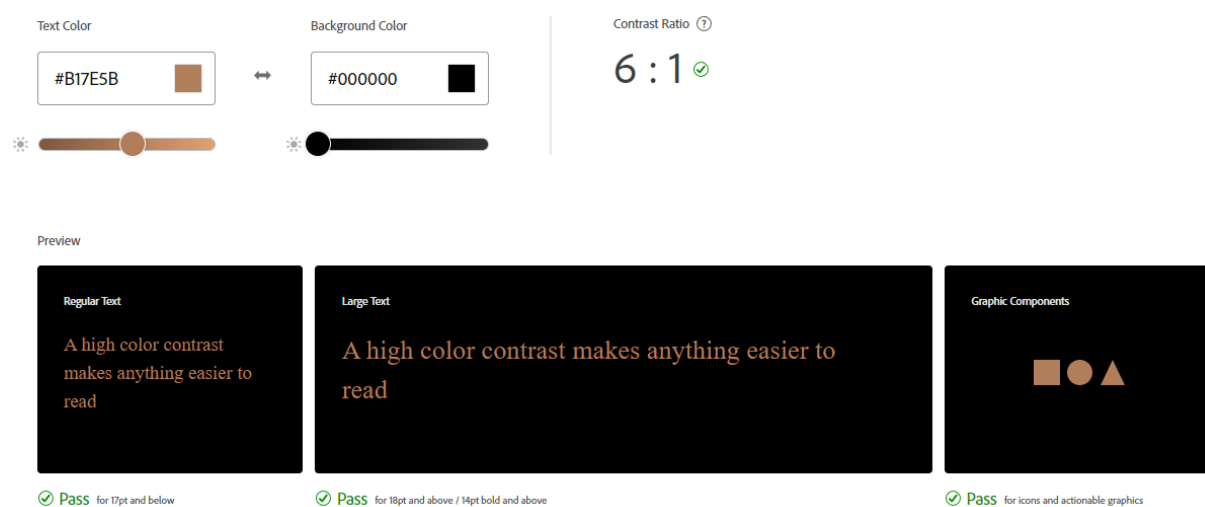 Text Color
Background Color
Contrast Ratio ?
#B17E5B
#000000
6 : 1
Preview
Regular Text
A high color contrast
makes anything easier to
read
Large Text
A high color contrast makes anything easier to
read
Graphic Components
Pass for 17pt and below
Pass for 18pt and above / 14pt bold and above
Pass for icons and actionable graphics